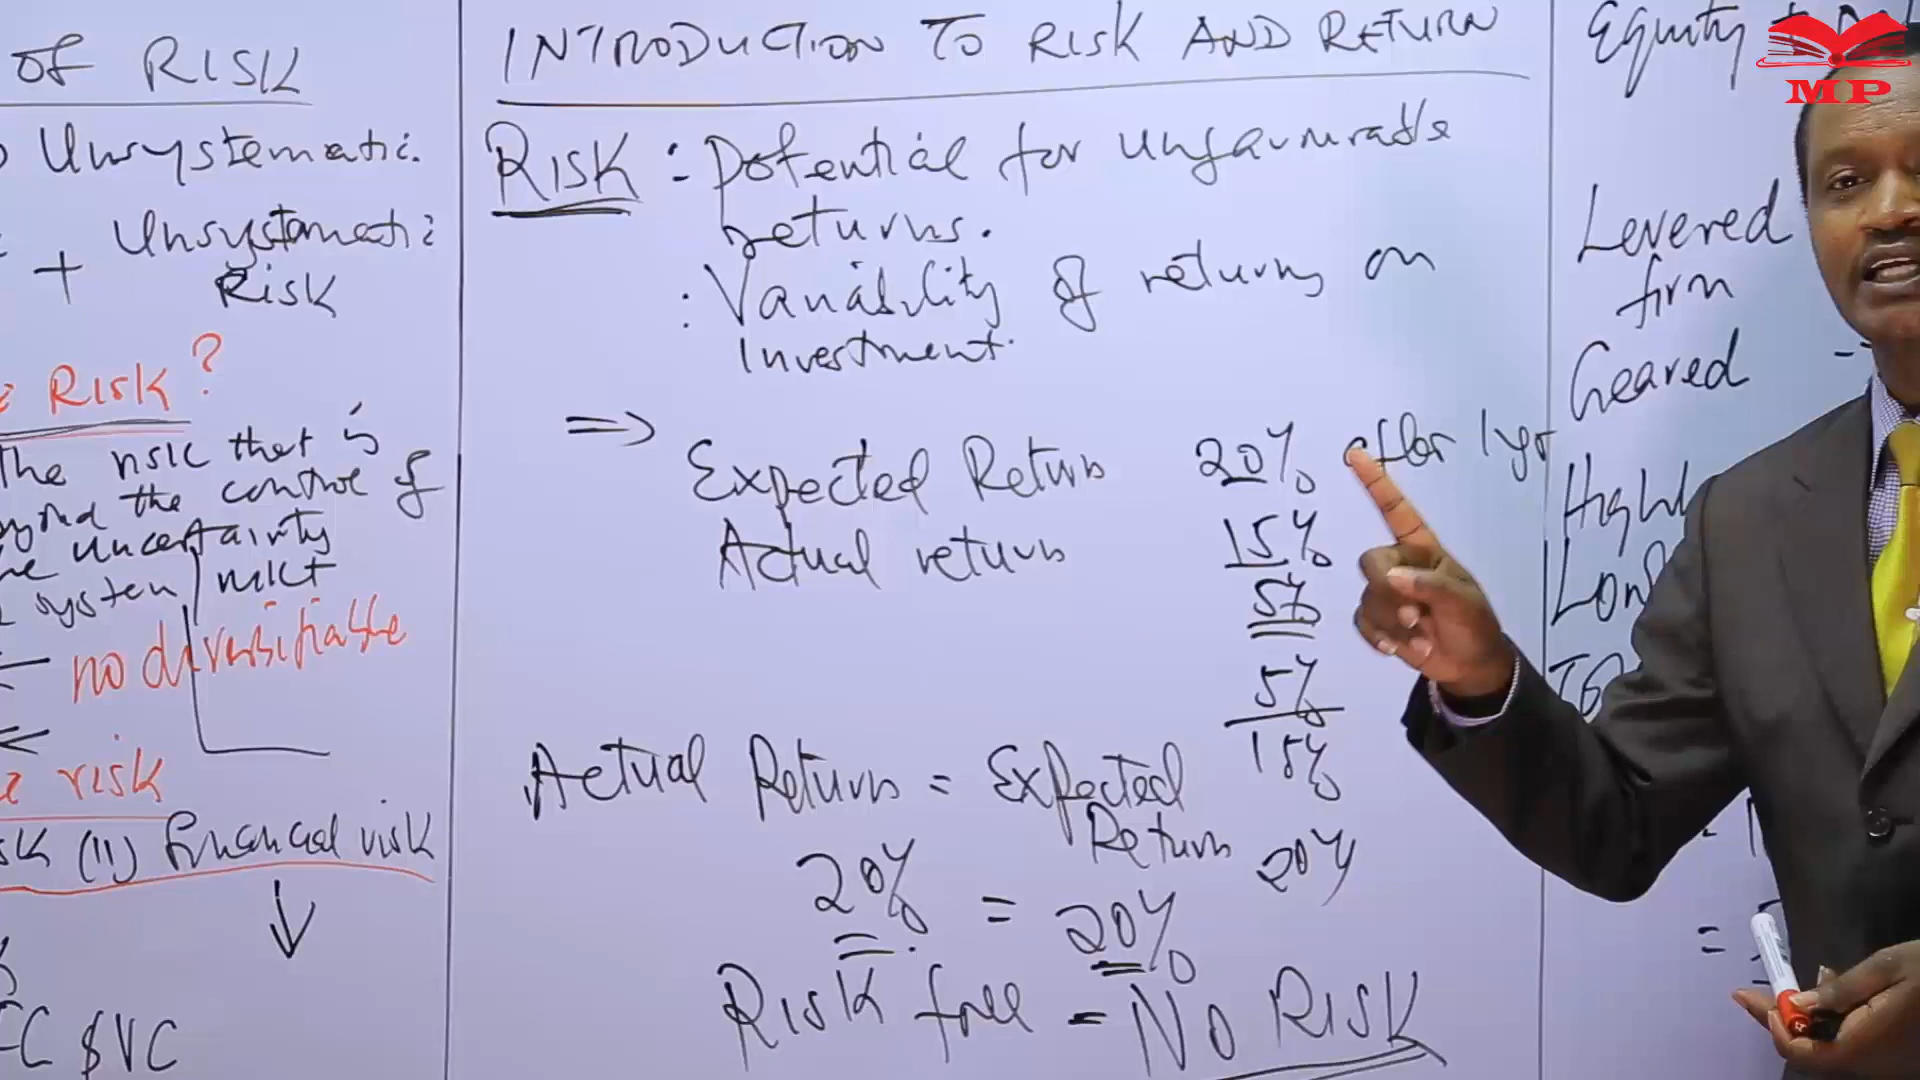 OF RISK
Unsystematic.
+ Unsystematic
Risk
RISK?
The risk that is
beyond the control of
the uncertainty
system / mkt
no diversifiable
risk
(11) financial risk
FC $VC
INTRODUCTION TO RISK AND RETURN
RISK : Potential for unfavourable
returns.
: Variability of returns on
Investment.
=> Expected Return 20% after 1yr
Actual return 15%
5%
5%
15%
Actual Return = Expected
Return 20%
20% = 20%
RISK free = NO RISK
Equity +
Levered
firm
Geared
MP